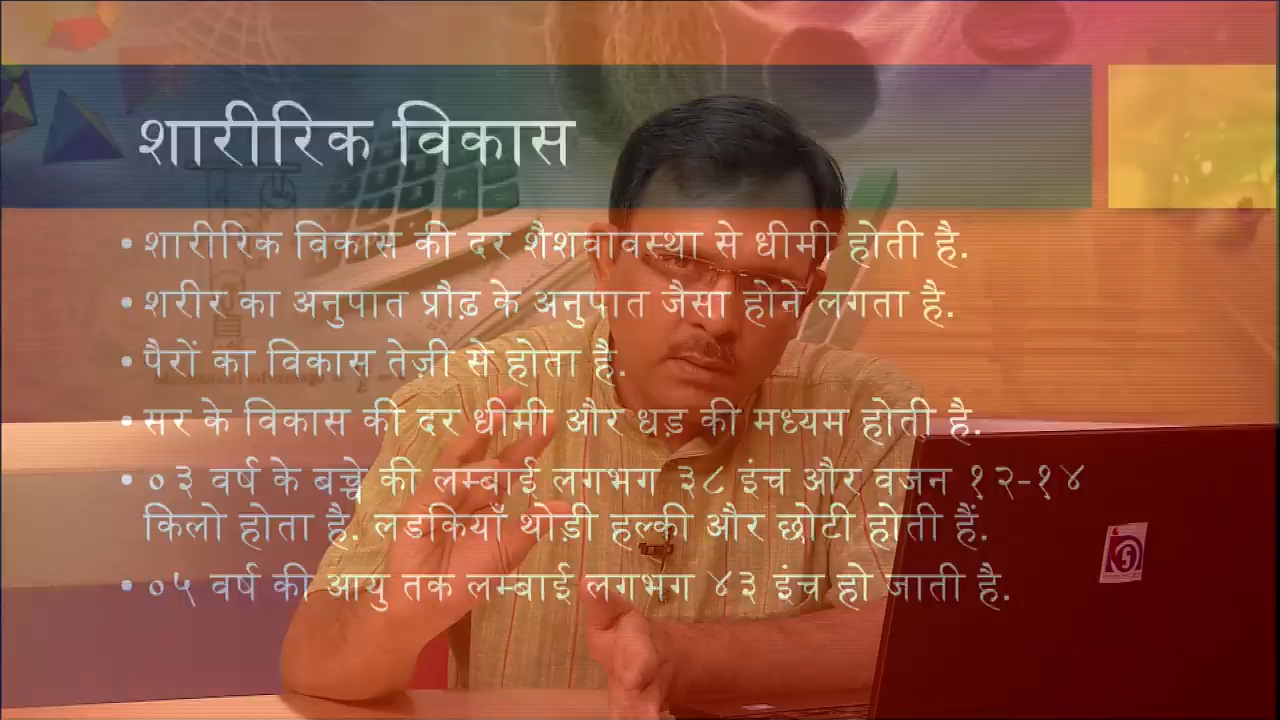 शारीरिक विकास
• शारीरिक विकास की दर शैशवावस्था से धीमी होती है.
• शरीर का अनुपात प्रौढ़ के अनुपात जैसा होने लगता है.
• पैरों का विकास तेज़ी से होता है.
• सर के विकास की दर धीमी और धड़ की मध्यम होती है.
• ०३ वर्ष के बच्चे की लम्बाई लगभग ३८ इंच और वजन १२-१४
किलो होता है. लडकियाँ थोड़ी हल्की और छोटी होती हैं.
• ०५ वर्ष की आयु तक लम्बाई लगभग ४३ इंच हो जाती है.